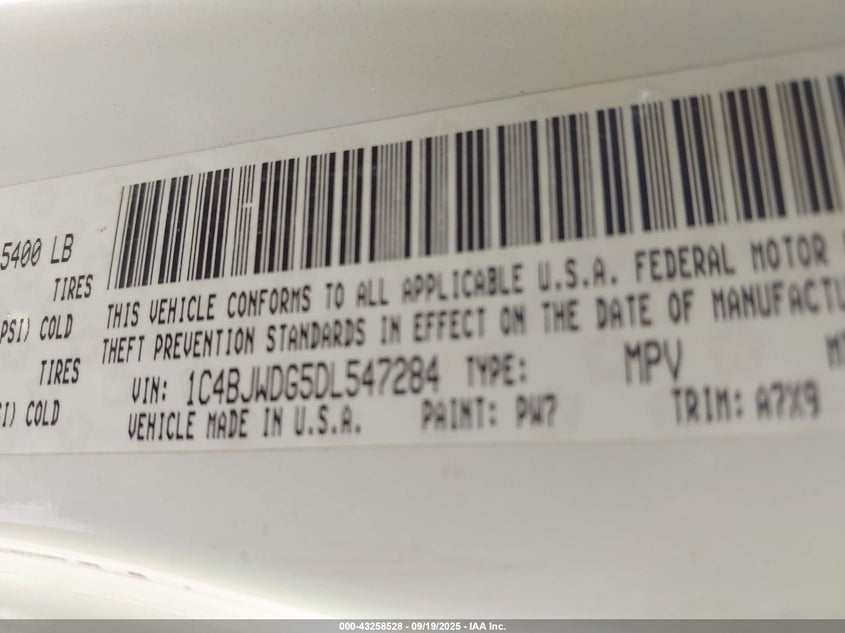 5400 LB
TIRES
PSI) COLD
TIRES
SI) COLD
THIS VEHICLE CONFORMS TO ALL APPLICABLE U.S.A. FEDERAL MOTOR
THEFT PREVENTION STANDARDS IN EFFECT ON THE DATE OF MANUFACTU
VIN: 1C4BJWDG5DL547284 TYPE: MPV
VEHICLE MADE IN U.S.A. PAINT: PW7 TRIM: A7X9
000-43258528 - 09/19/2025 - IAA Inc.